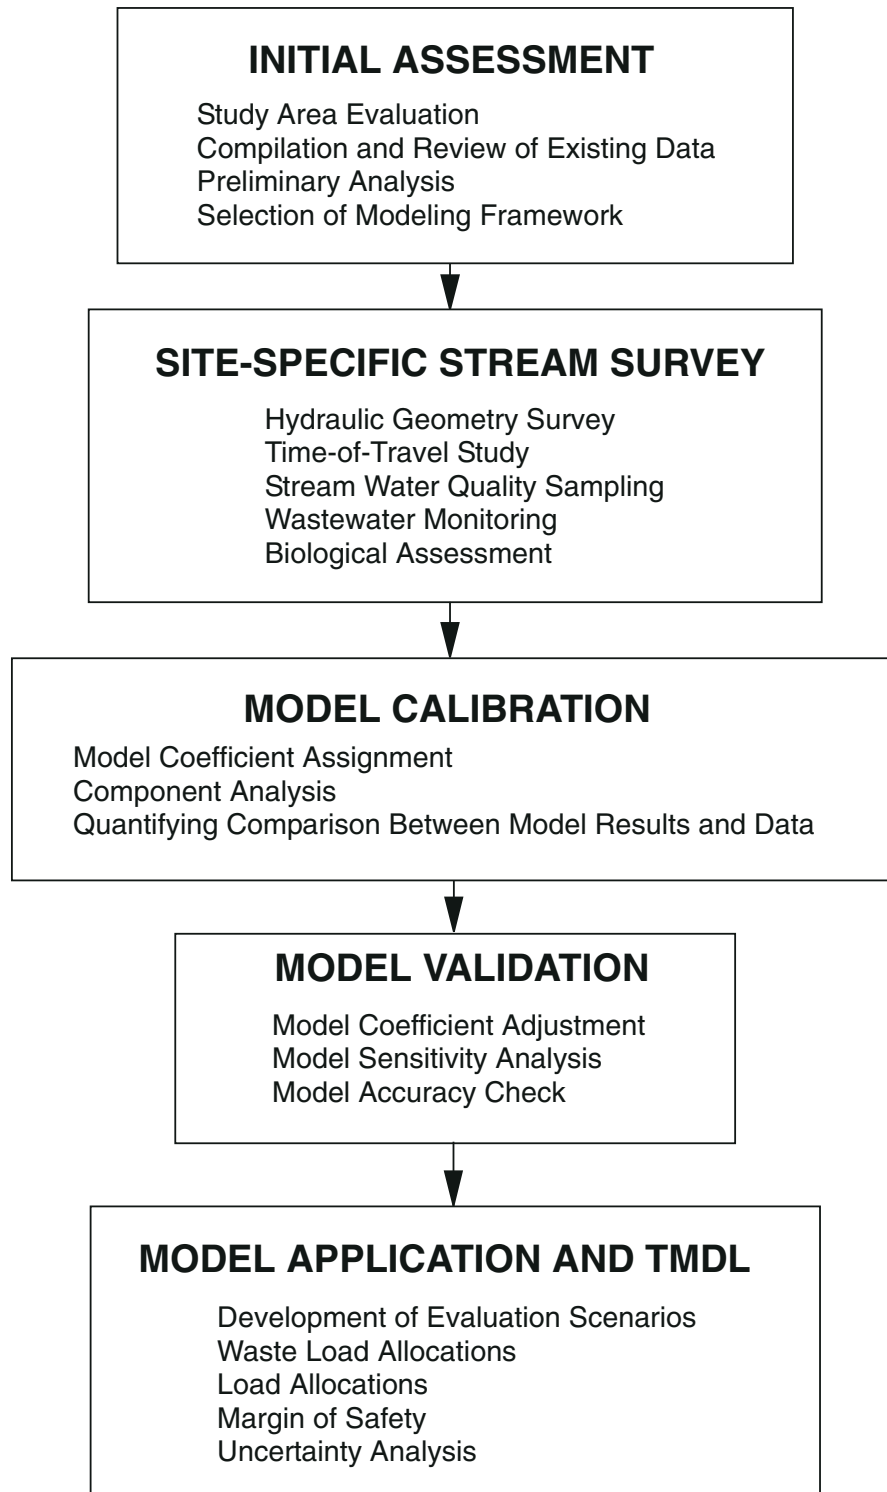 INITIAL ASSESSMENT
Study Area Evaluation
Compilation and Review of Existing Data
Preliminary Analysis
Selection of Modeling Framework
SITE-SPECIFIC STREAM SURVEY
Hydraulic Geometry Survey
Time-of-Travel Study
Stream Water Quality Sampling
Wastewater Monitoring
Biological Assessment
MODEL CALIBRATION
Model Coefficient Assignment
Component Analysis
Quantifying Comparison Between Model Results and Data
MODEL VALIDATION
Model Coefficient Adjustment
Model Sensitivity Analysis
Model Accuracy Check
MODEL APPLICATION AND TMDL
Development of Evaluation Scenarios
Waste Load Allocations
Load Allocations
Margin of Safety
Uncertainty Analysis